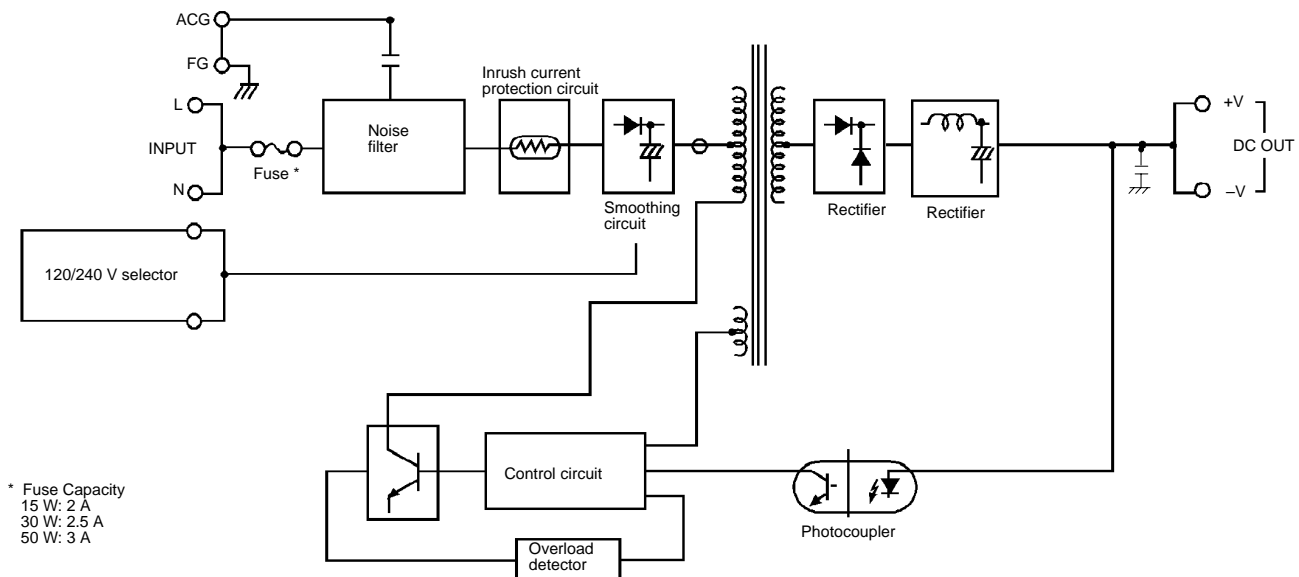 ACG
FG
L
INPUT
N
Fuse *
Noise
filter
Inrush current
protection circuit
Smoothing
circuit
Rectifier
Rectifier
+V
DC OUT
–V
120/240 V selector
Control circuit
Overload
detector
Photocoupler
* Fuse Capacity
15 W: 2 A
30 W: 2.5 A
50 W: 3 A